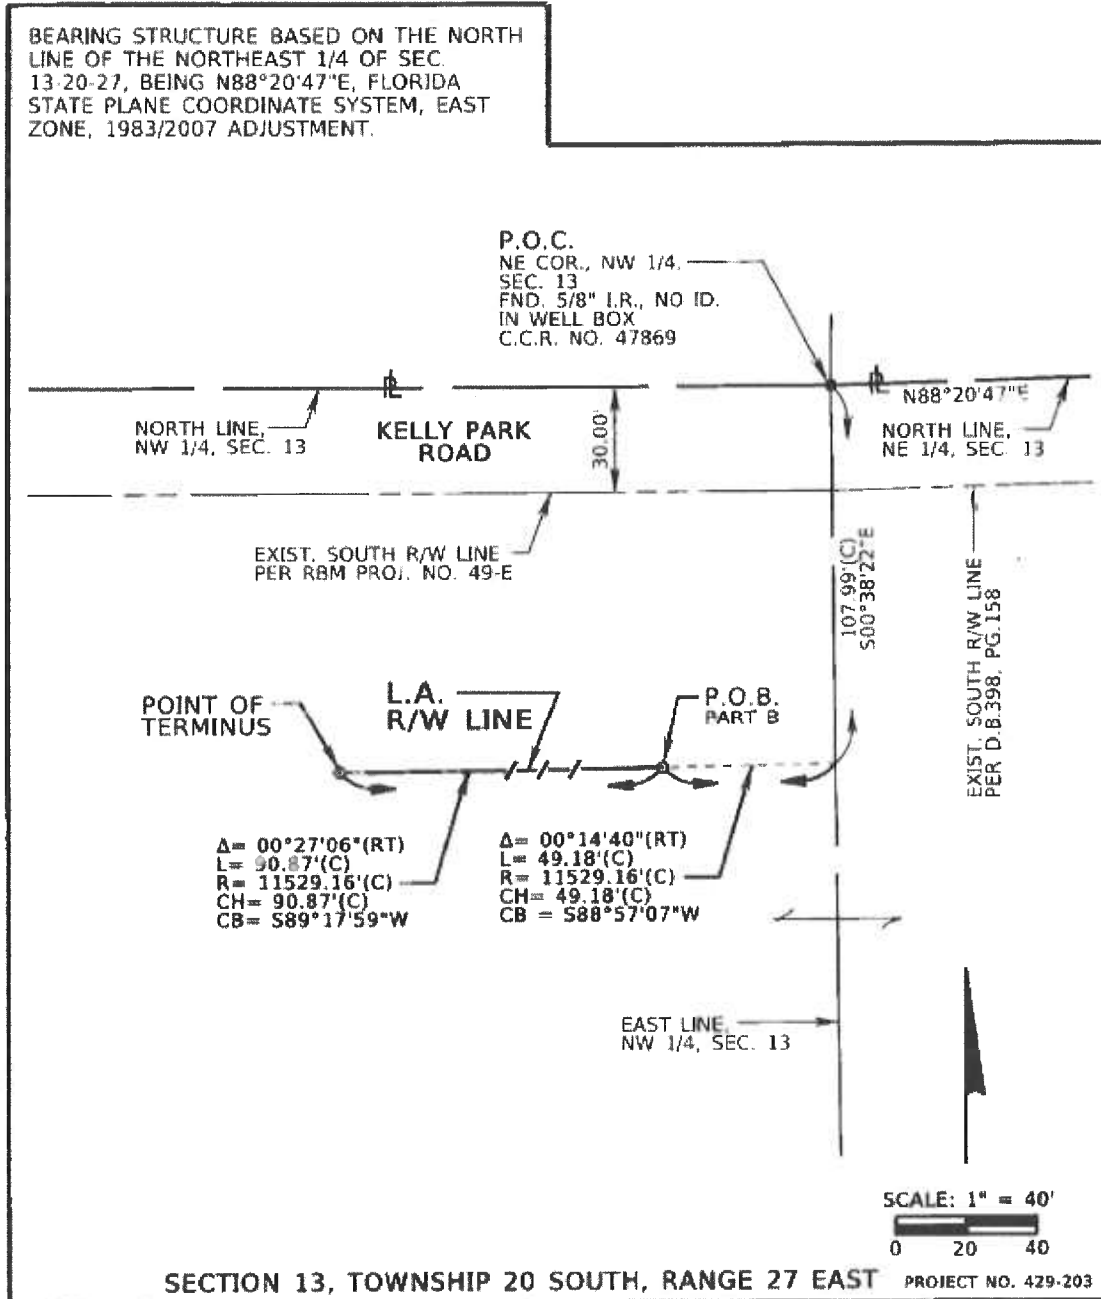 BEARING STRUCTURE BASED ON THE NORTH
LINE OF THE NORTHEAST 1/4 OF SEC.
13-20-27, BEING N88°20'47"E, FLORIDA
STATE PLANE COORDINATE SYSTEM, EAST
ZONE, 1983/2007 ADJUSTMENT.
P.O.C.
NE COR., NW 1/4,
SEC. 13
FND. 5/8" I.R., NO ID.
IN WELL BOX
C.C.R. NO. 47869
PL
PL
N88°20'47"E
NORTH LINE,
NW 1/4, SEC. 13
KELLY PARK
ROAD
30.00'
NORTH LINE,
NE 1/4, SEC. 13
EXIST. SOUTH R/W LINE
PER RBM PROJ. NO. 49-E
107.99'(C)
S00°38'22"E
EXIST. SOUTH R/W LINE
PER D.B.398, PG.158
POINT OF
TERMINUS
L.A.
R/W LINE
P.O.B.
PART B
Δ= 00°27'06"(RT)
L= 90.87'(C)
R= 11529.16'(C)
CH= 90.87'(C)
CB= S89°17'59"W
Δ= 00°14'40"(RT)
L= 49.18'(C)
R= 11529.16'(C)
CH= 49.18'(C)
CB = S88°57'07"W
EAST LINE,
NW 1/4, SEC. 13
SCALE: 1" = 40'
0 20 40
SECTION 13, TOWNSHIP 20 SOUTH, RANGE 27 EAST
PROJECT NO. 429-203